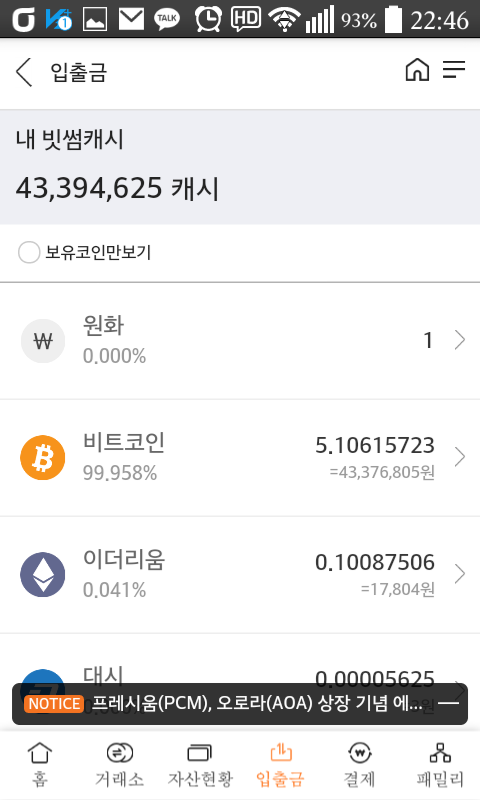 TALK HD 93% 22:46
입출금
내 빗썸캐시
43,394,625 캐시
보유코인만보기
₩ 원화 1
0.000%
비트코인 5.10615723
99.958% =43,376,805원
이더리움 0.10087506
0.041% =17,804원
대시 0.00005625
NOTICE 프레시움(PCM), 오로라(AOA) 상장 기념 에...
홈 거래소 자산현황 입출금 결제 패밀리